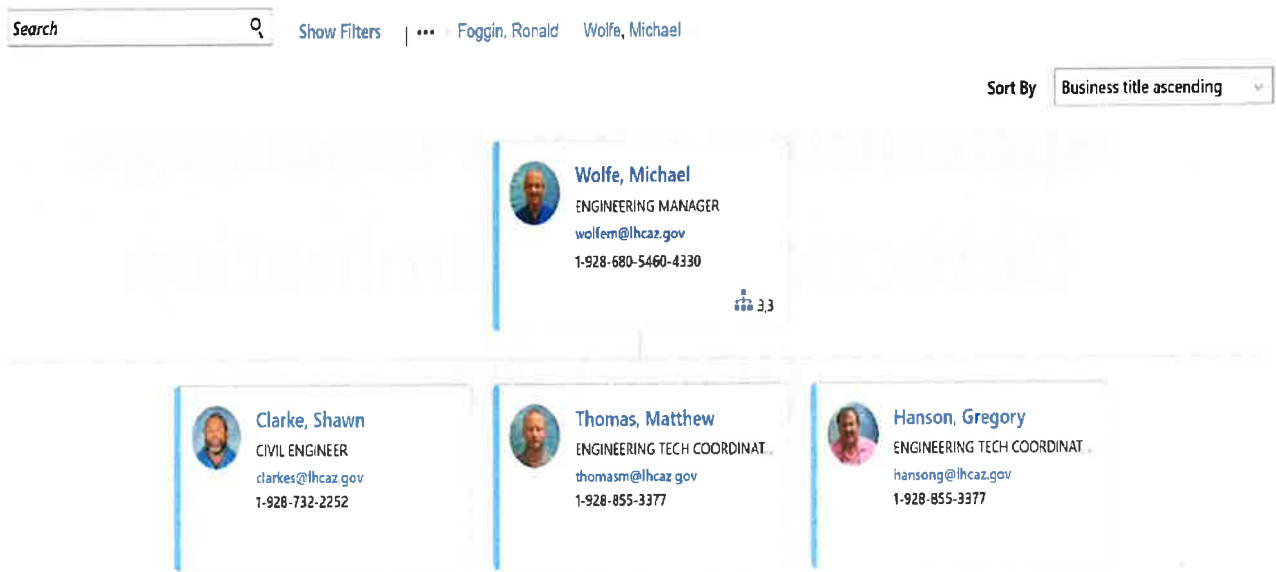 Search
Show Filters | ••• Foggin, Ronald Wolfe, Michael
Sort By Business title ascending
Wolfe, Michael
ENGINEERING MANAGER
wolfem@lhcaz.gov
1-928-680-5460-4330
3,3
Clarke, Shawn
CIVIL ENGINEER
clarkes@lhcaz.gov
1-928-732-2252
Thomas, Matthew
ENGINEERING TECH COORDINAT...
thomasm@lhcaz.gov
1-928-855-3377
Hanson, Gregory
ENGINEERING TECH COORDINAT...
hansong@lhcaz.gov
1-928-855-3377